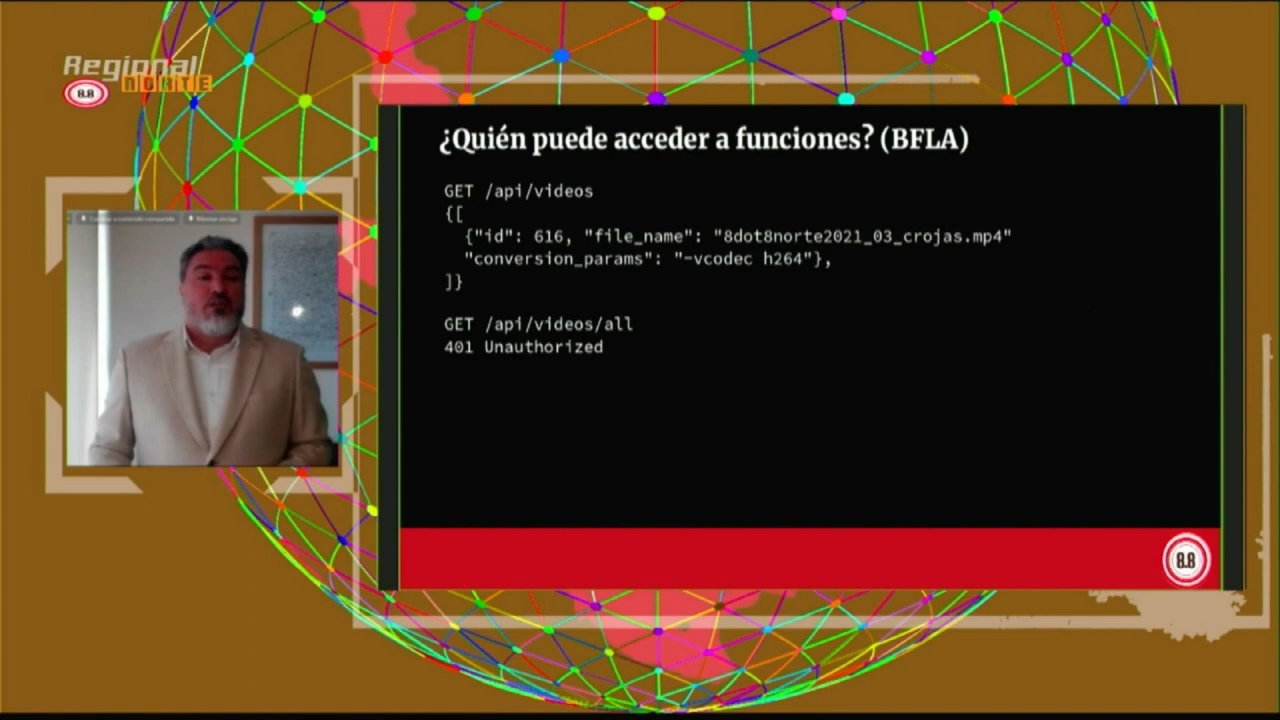 Regional
NORTE
8.8
¿Quién puede acceder a funciones? (BFLA)
GET /api/videos
{[
{"id": 616, "file_name": "8dot8norte2021_03_crojas.mp4"
"conversion_params": "-vcodec h264"},
]}
GET /api/videos/all
401 Unauthorized
8.8